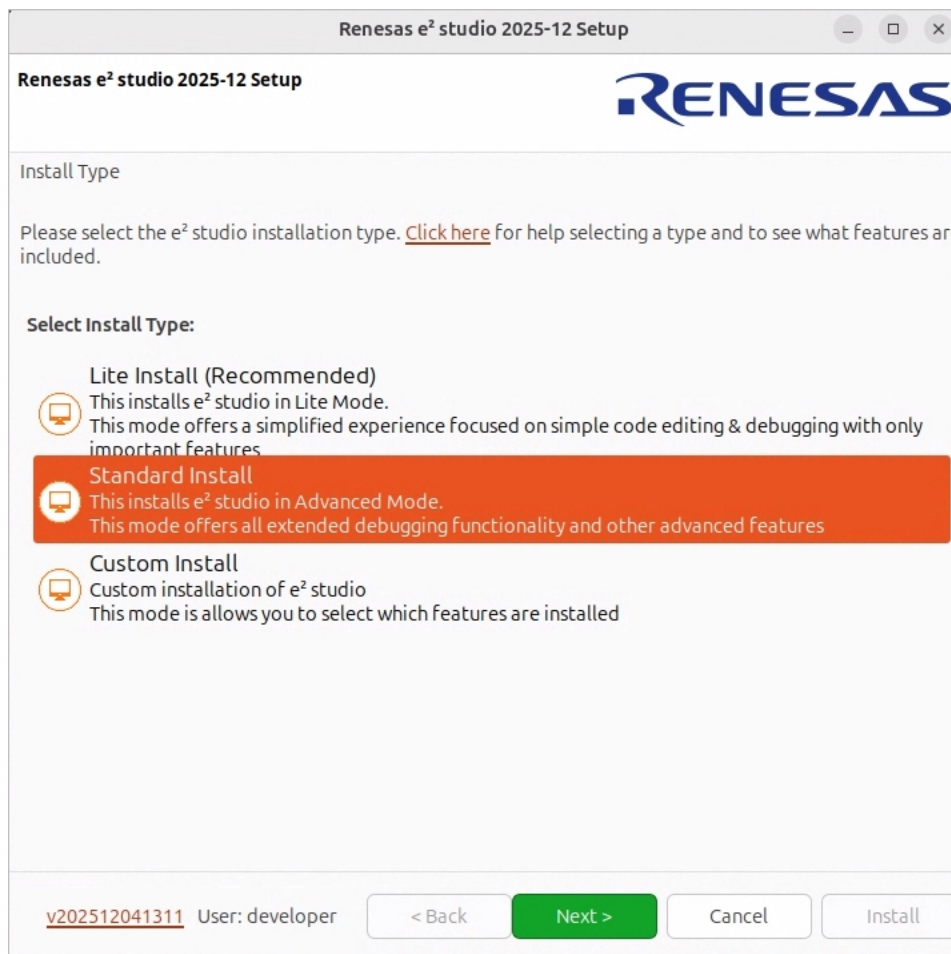 Renesas e² studio 2025-12 Setup
Renesas e² studio 2025-12 Setup
RENESAS
Install Type
Please select the e² studio installation type. Click here for help selecting a type and to see what features ar
included.
Select Install Type:
Lite Install (Recommended)
This installs e² studio in Lite Mode.
This mode offers a simplified experience focused on simple code editing & debugging with only
important features
Standard Install
This installs e² studio in Advanced Mode.
This mode offers all extended debugging functionality and other advanced features
Custom Install
Custom installation of e² studio
This mode is allows you to select which features are installed
v202512041311 User: developer < Back Next > Cancel Install